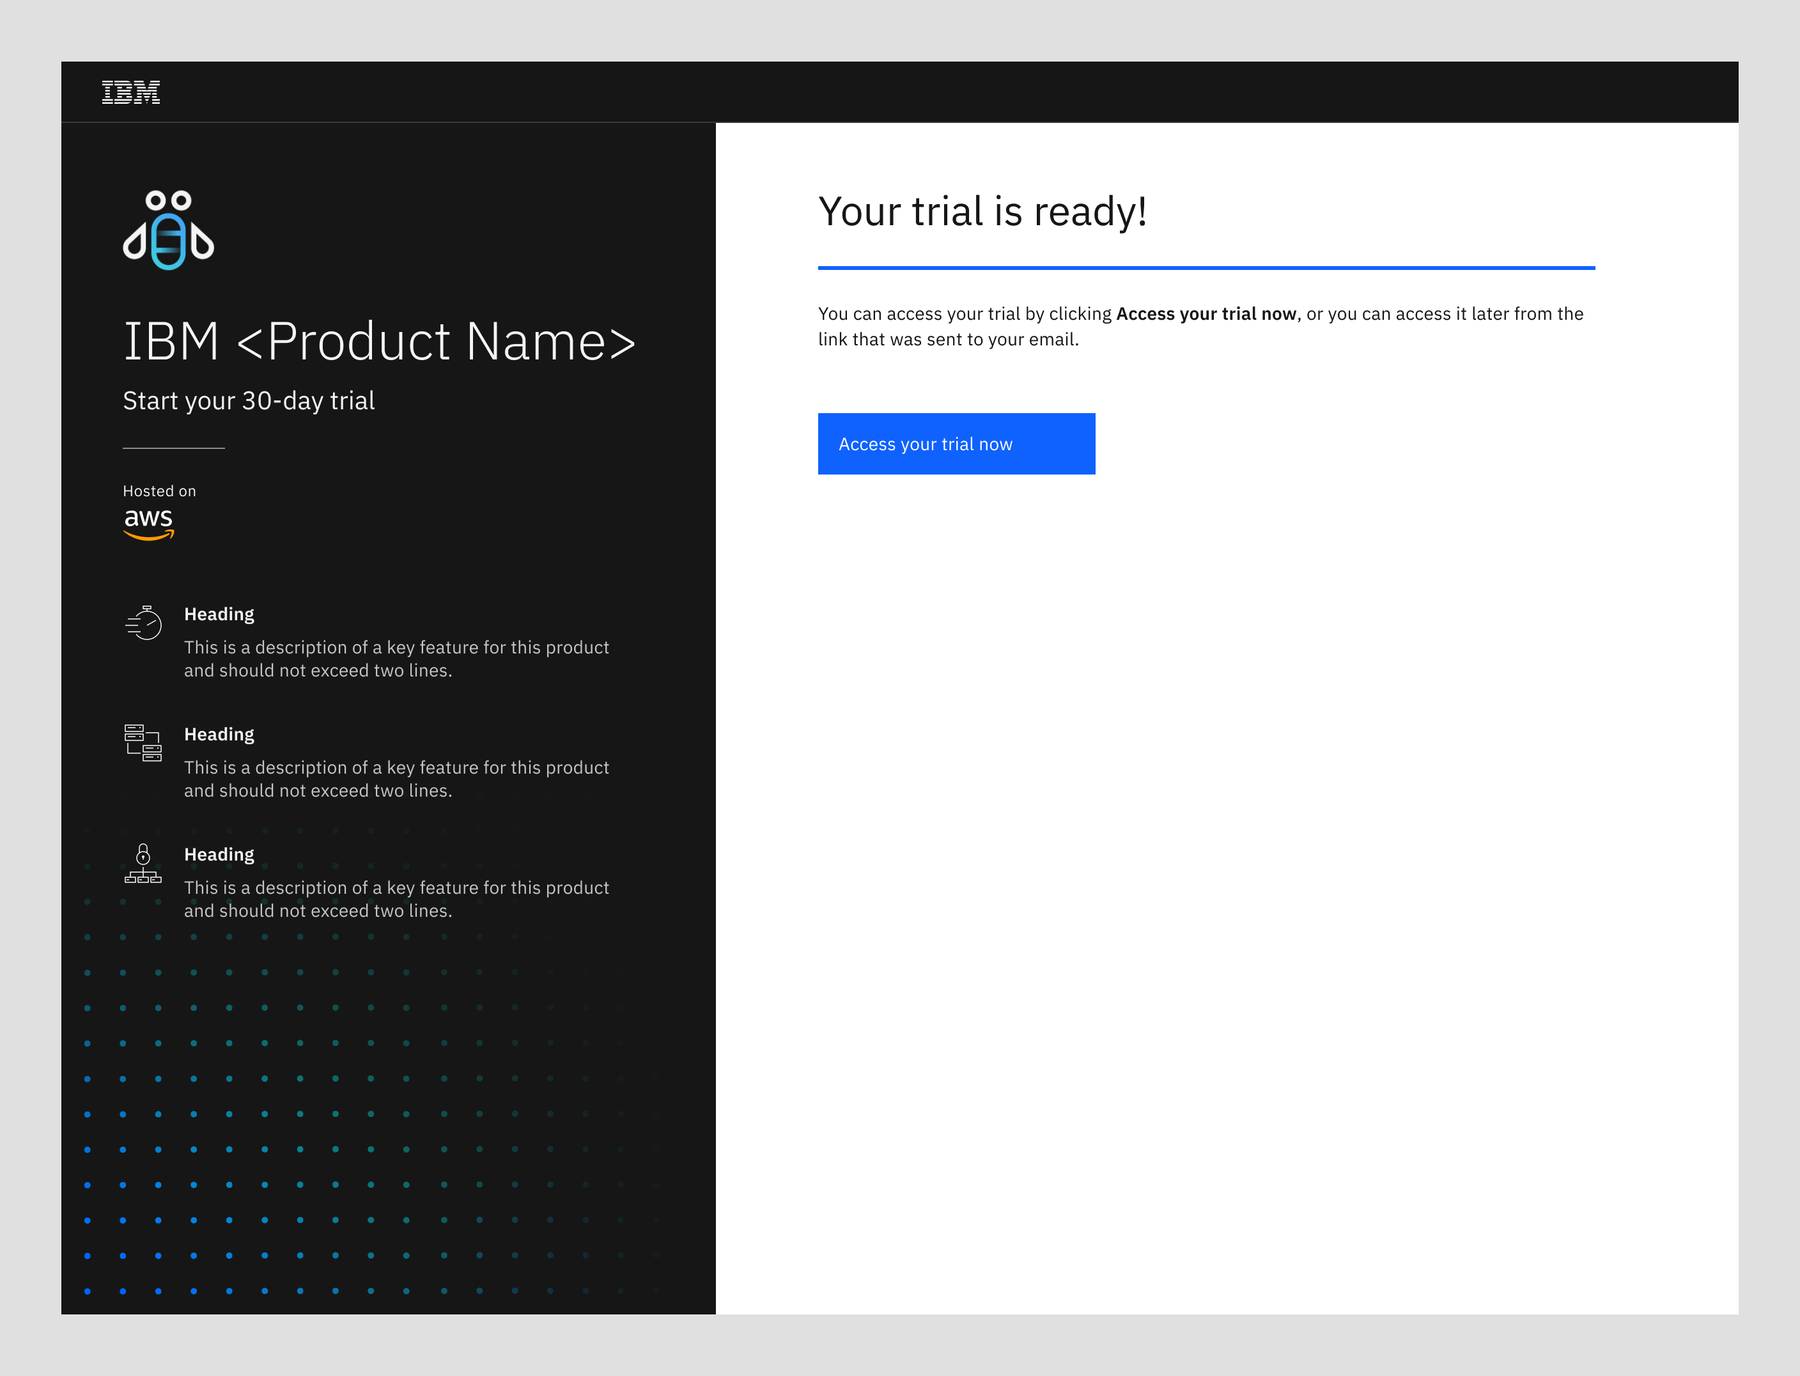 IBM
IBM <Product Name>
Start your 30-day trial
Hosted on
aws
Heading
This is a description of a key feature for this product
and should not exceed two lines.
Heading
This is a description of a key feature for this product
and should not exceed two lines.
Heading
This is a description of a key feature for this product
and should not exceed two lines.
Your trial is ready!
You can access your trial by clicking Access your trial now, or you can access it later from the
link that was sent to your email.
Access your trial now